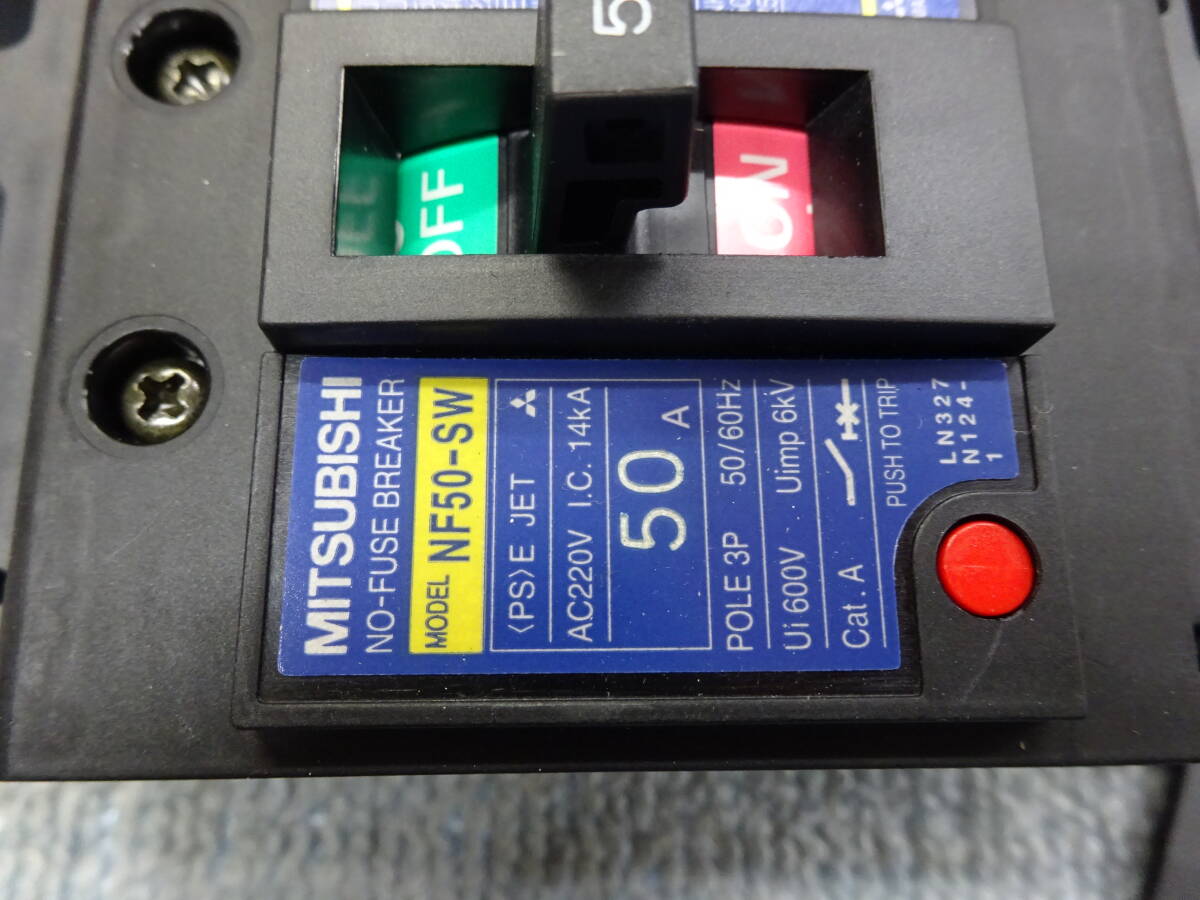 5
OFF
ON
MITSUBISHI
NO-FUSE BREAKER
MODEL NF50-SW
〈PS〉E JET
AC220V I.C. 14kA
50 A
POLE 3P 50/60HZ
Ui 600V Uimp 6kV
Cat. A
PUSH TO TRIP
LN327
N124-
1